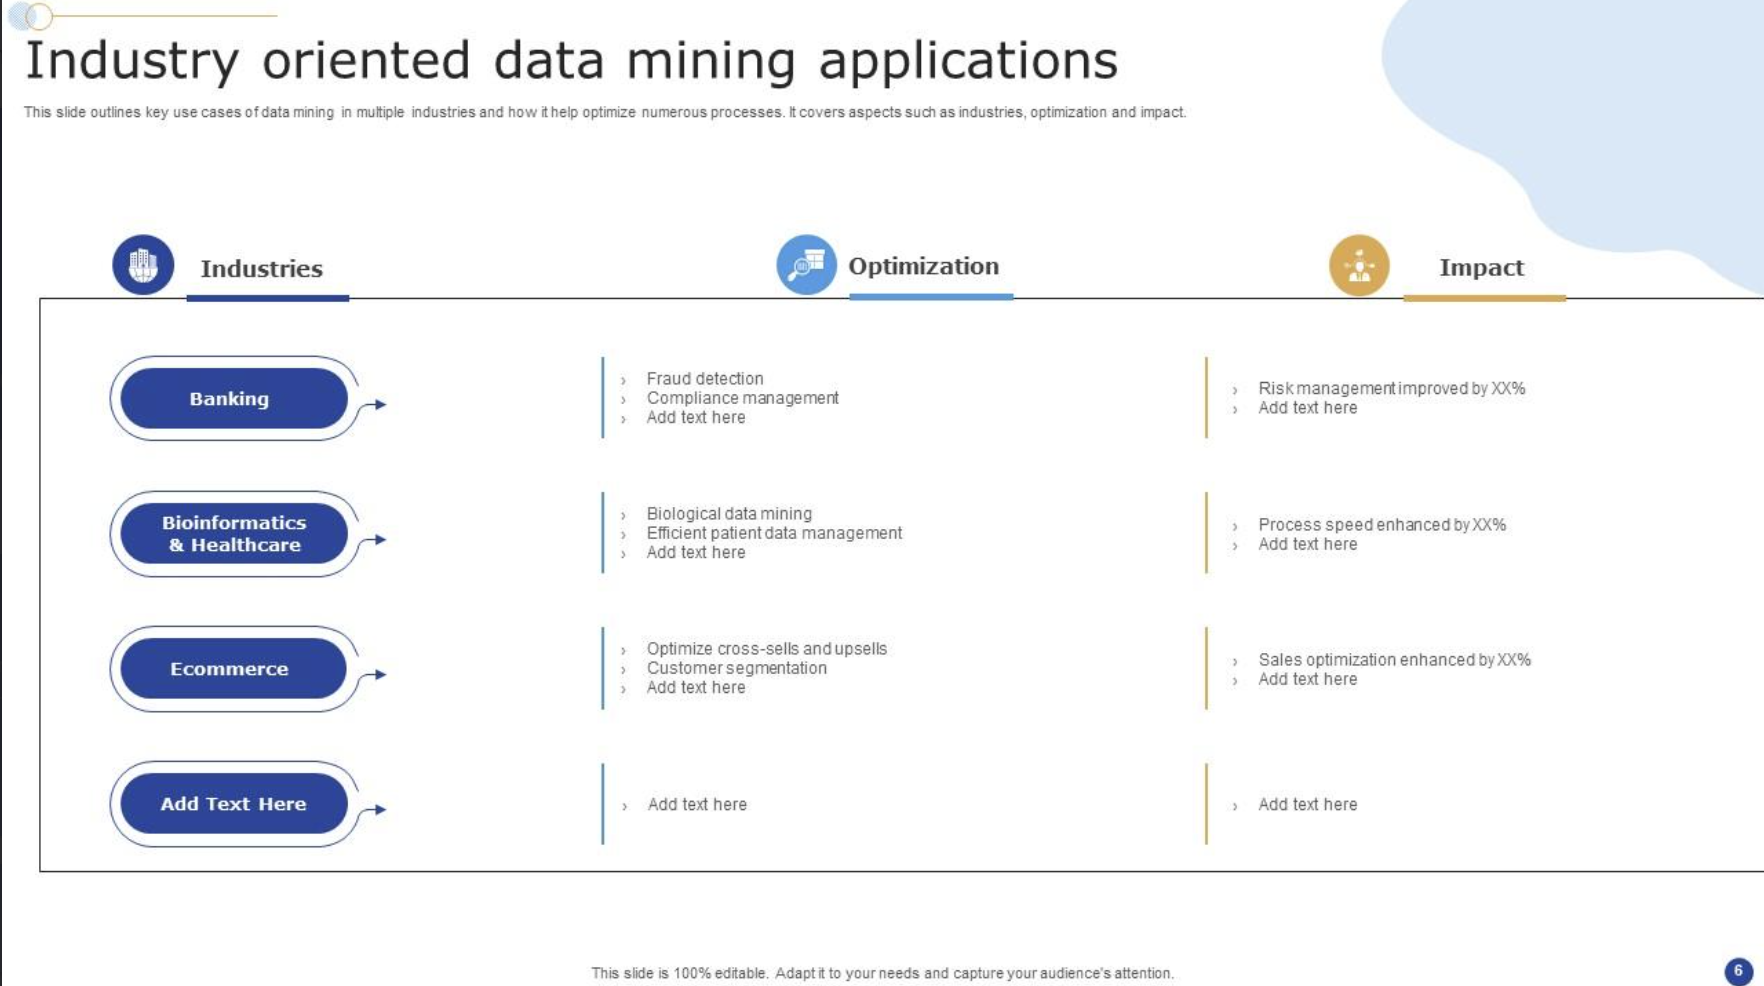 Industry oriented data mining applications
This slide outlines key use cases of data mining in multiple industries and how it help optimize numerous processes. It covers aspects such as industries, optimization and impact.
Industries
Optimization
Impact
Banking
Fraud detection
Compliance management
Add text here
Risk management improved by XX%
Add text here
Bioinformatics
& Healthcare
Biological data mining
Efficient patient data management
Add text here
Process speed enhanced by XX%
Add text here
Ecommerce
Optimize cross-sells and upsells
Customer segmentation
Add text here
Sales optimization enhanced by XX%
Add text here
Add Text Here
Add text here
Add text here
This slide is 100% editable. Adapt it to your needs and capture your audience's attention.
6